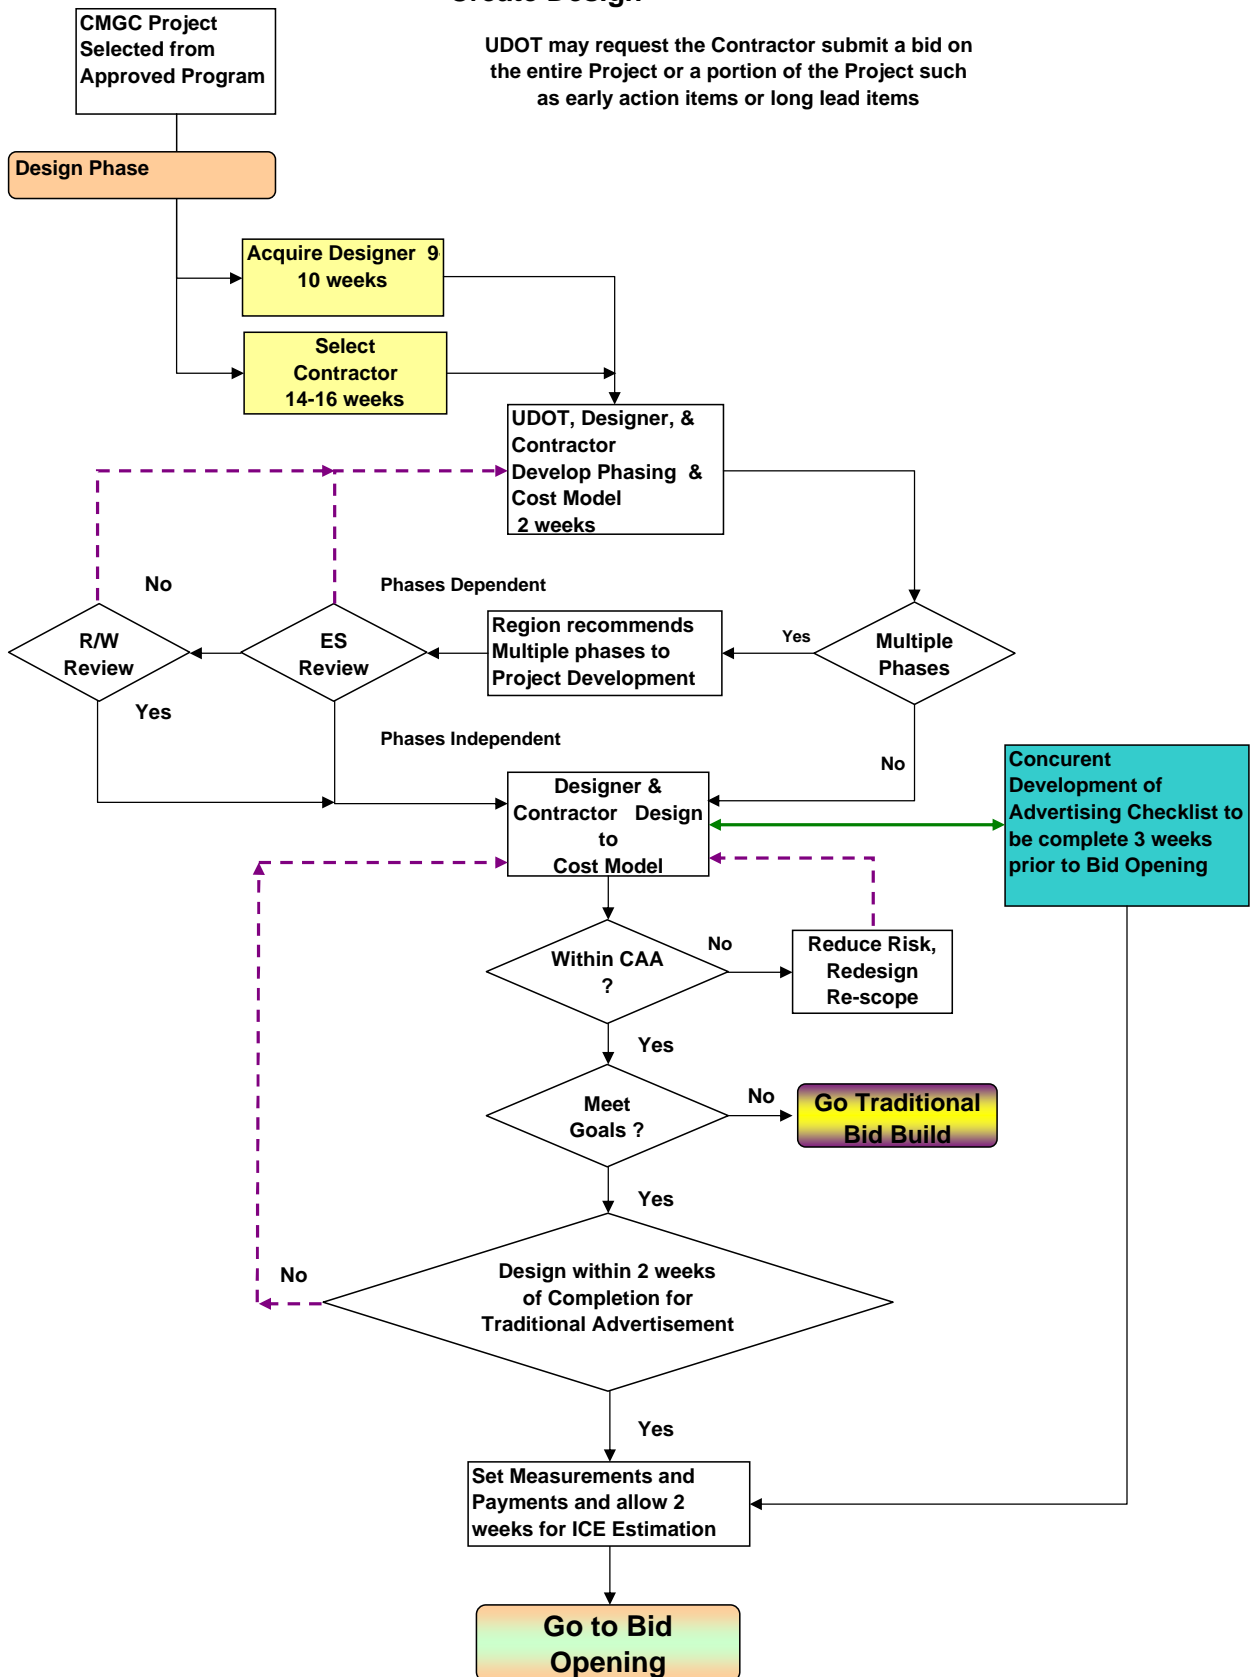 Create Design
CMGC Project
Selected from
Approved Program
UDOT may request the Contractor submit a bid on
the entire Project or a portion of the Project such
as early action items or long lead items
Design Phase
Acquire Designer 9-
10 weeks
Select
Contractor
14-16 weeks
UDOT, Designer, &
Contractor
Develop Phasing &
Cost Model
2 weeks
No
Phases Dependent
R/W
Review
ES
Review
Region recommends
Multiple phases to
Project Development
Yes
Multiple
Phases
Yes
Phases Independent
No
Designer &
Contractor Design
to
Cost Model
Concurent
Development of
Advertising Checklist to
be complete 3 weeks
prior to Bid Opening
Within CAA
?
No
Reduce Risk,
Redesign
Re-scope
Yes
Meet
Goals ?
No
Go Traditional
Bid Build
Yes
No
Design within 2 weeks
of Completion for
Traditional Advertisement
Yes
Set Measurements and
Payments and allow 2
weeks for ICE Estimation
Go to Bid
Opening